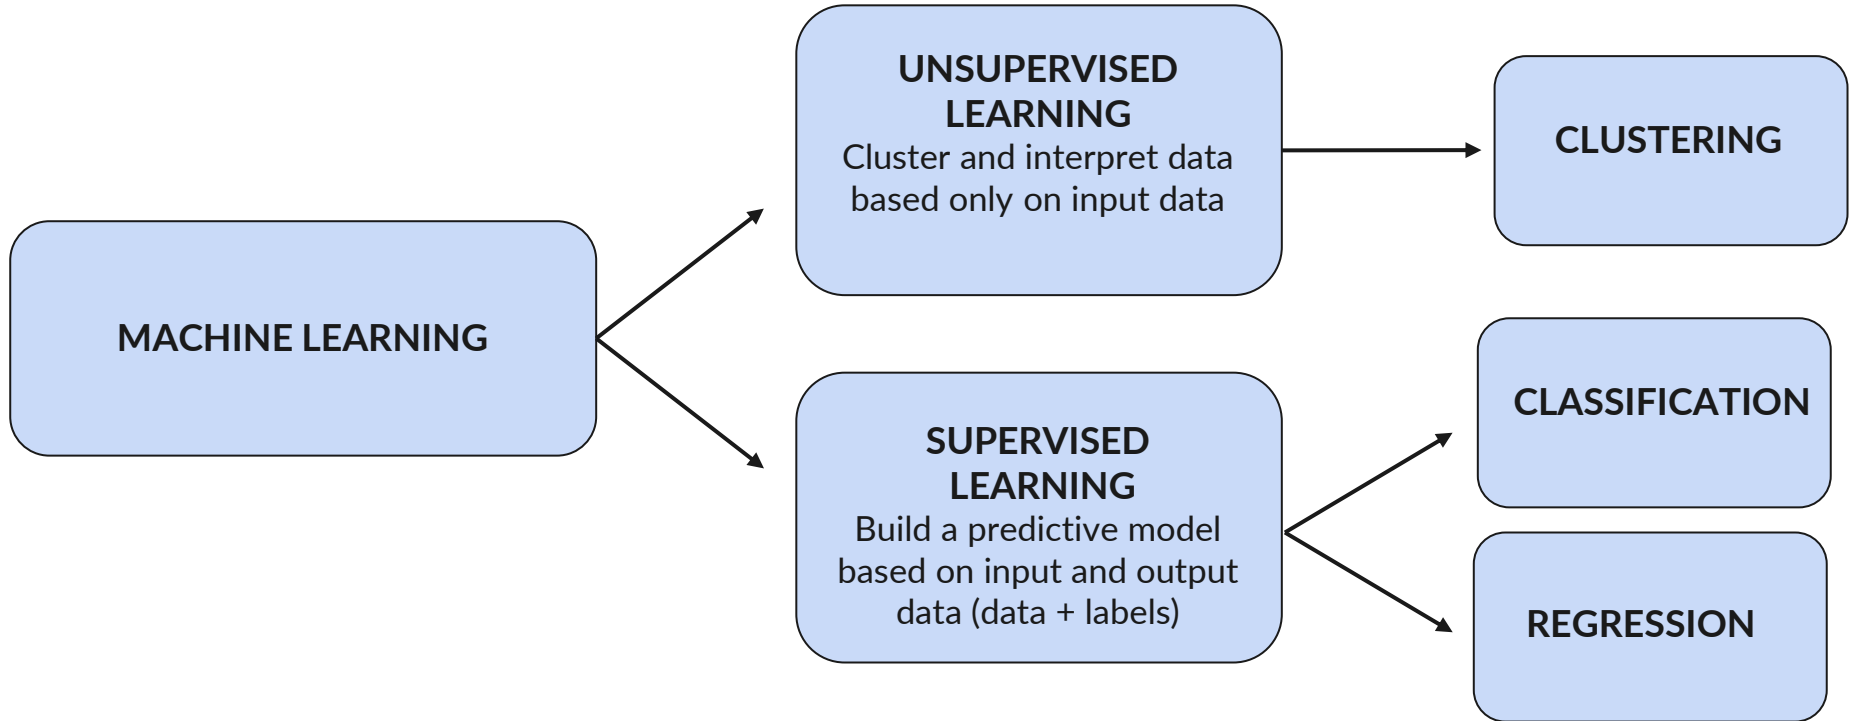 MACHINE LEARNING
UNSUPERVISED
LEARNING
Cluster and interpret data
based only on input data
CLUSTERING
SUPERVISED
LEARNING
Build a predictive model
based on input and output
data (data + labels)
CLASSIFICATION
REGRESSION